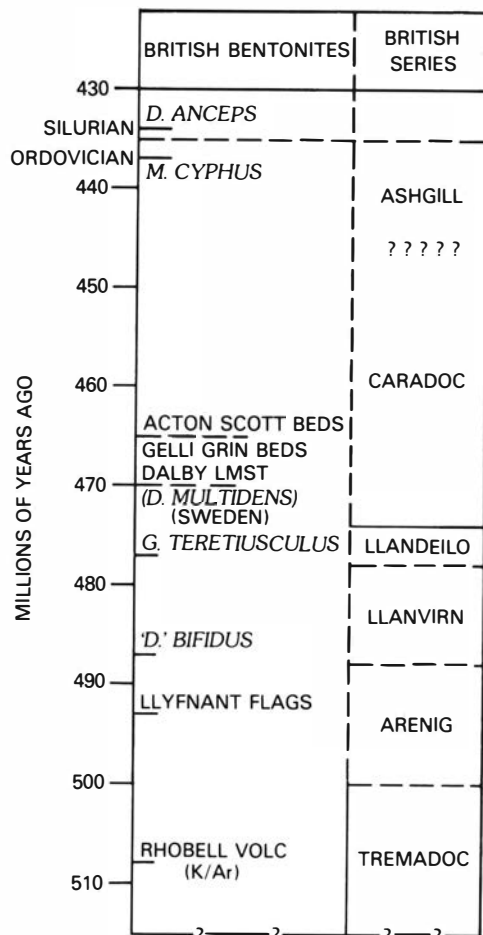 BRITISH BENTONITES
BRITISH
SERIES
430
D. ANCEPS
SILURIAN
ORDOVICIAN
M. CYPHUS
440
ASHGILL
? ? ? ? ?
450
MILLIONS OF YEARS AGO
460
CARADOC
ACTON SCOTT BEDS
GELLI GRIN BEDS
DALBY LMST
470
(D. MULTIDENS)
(SWEDEN)
G. TERETIUSCULUS
LLANDEILO
480
LLANVIRN
'D.' BIFIDUS
490
LLYFNANT FLAGS
ARENIG
500
RHOBELL VOLC
(K/Ar)
TREMADOC
510
? ? ? ?